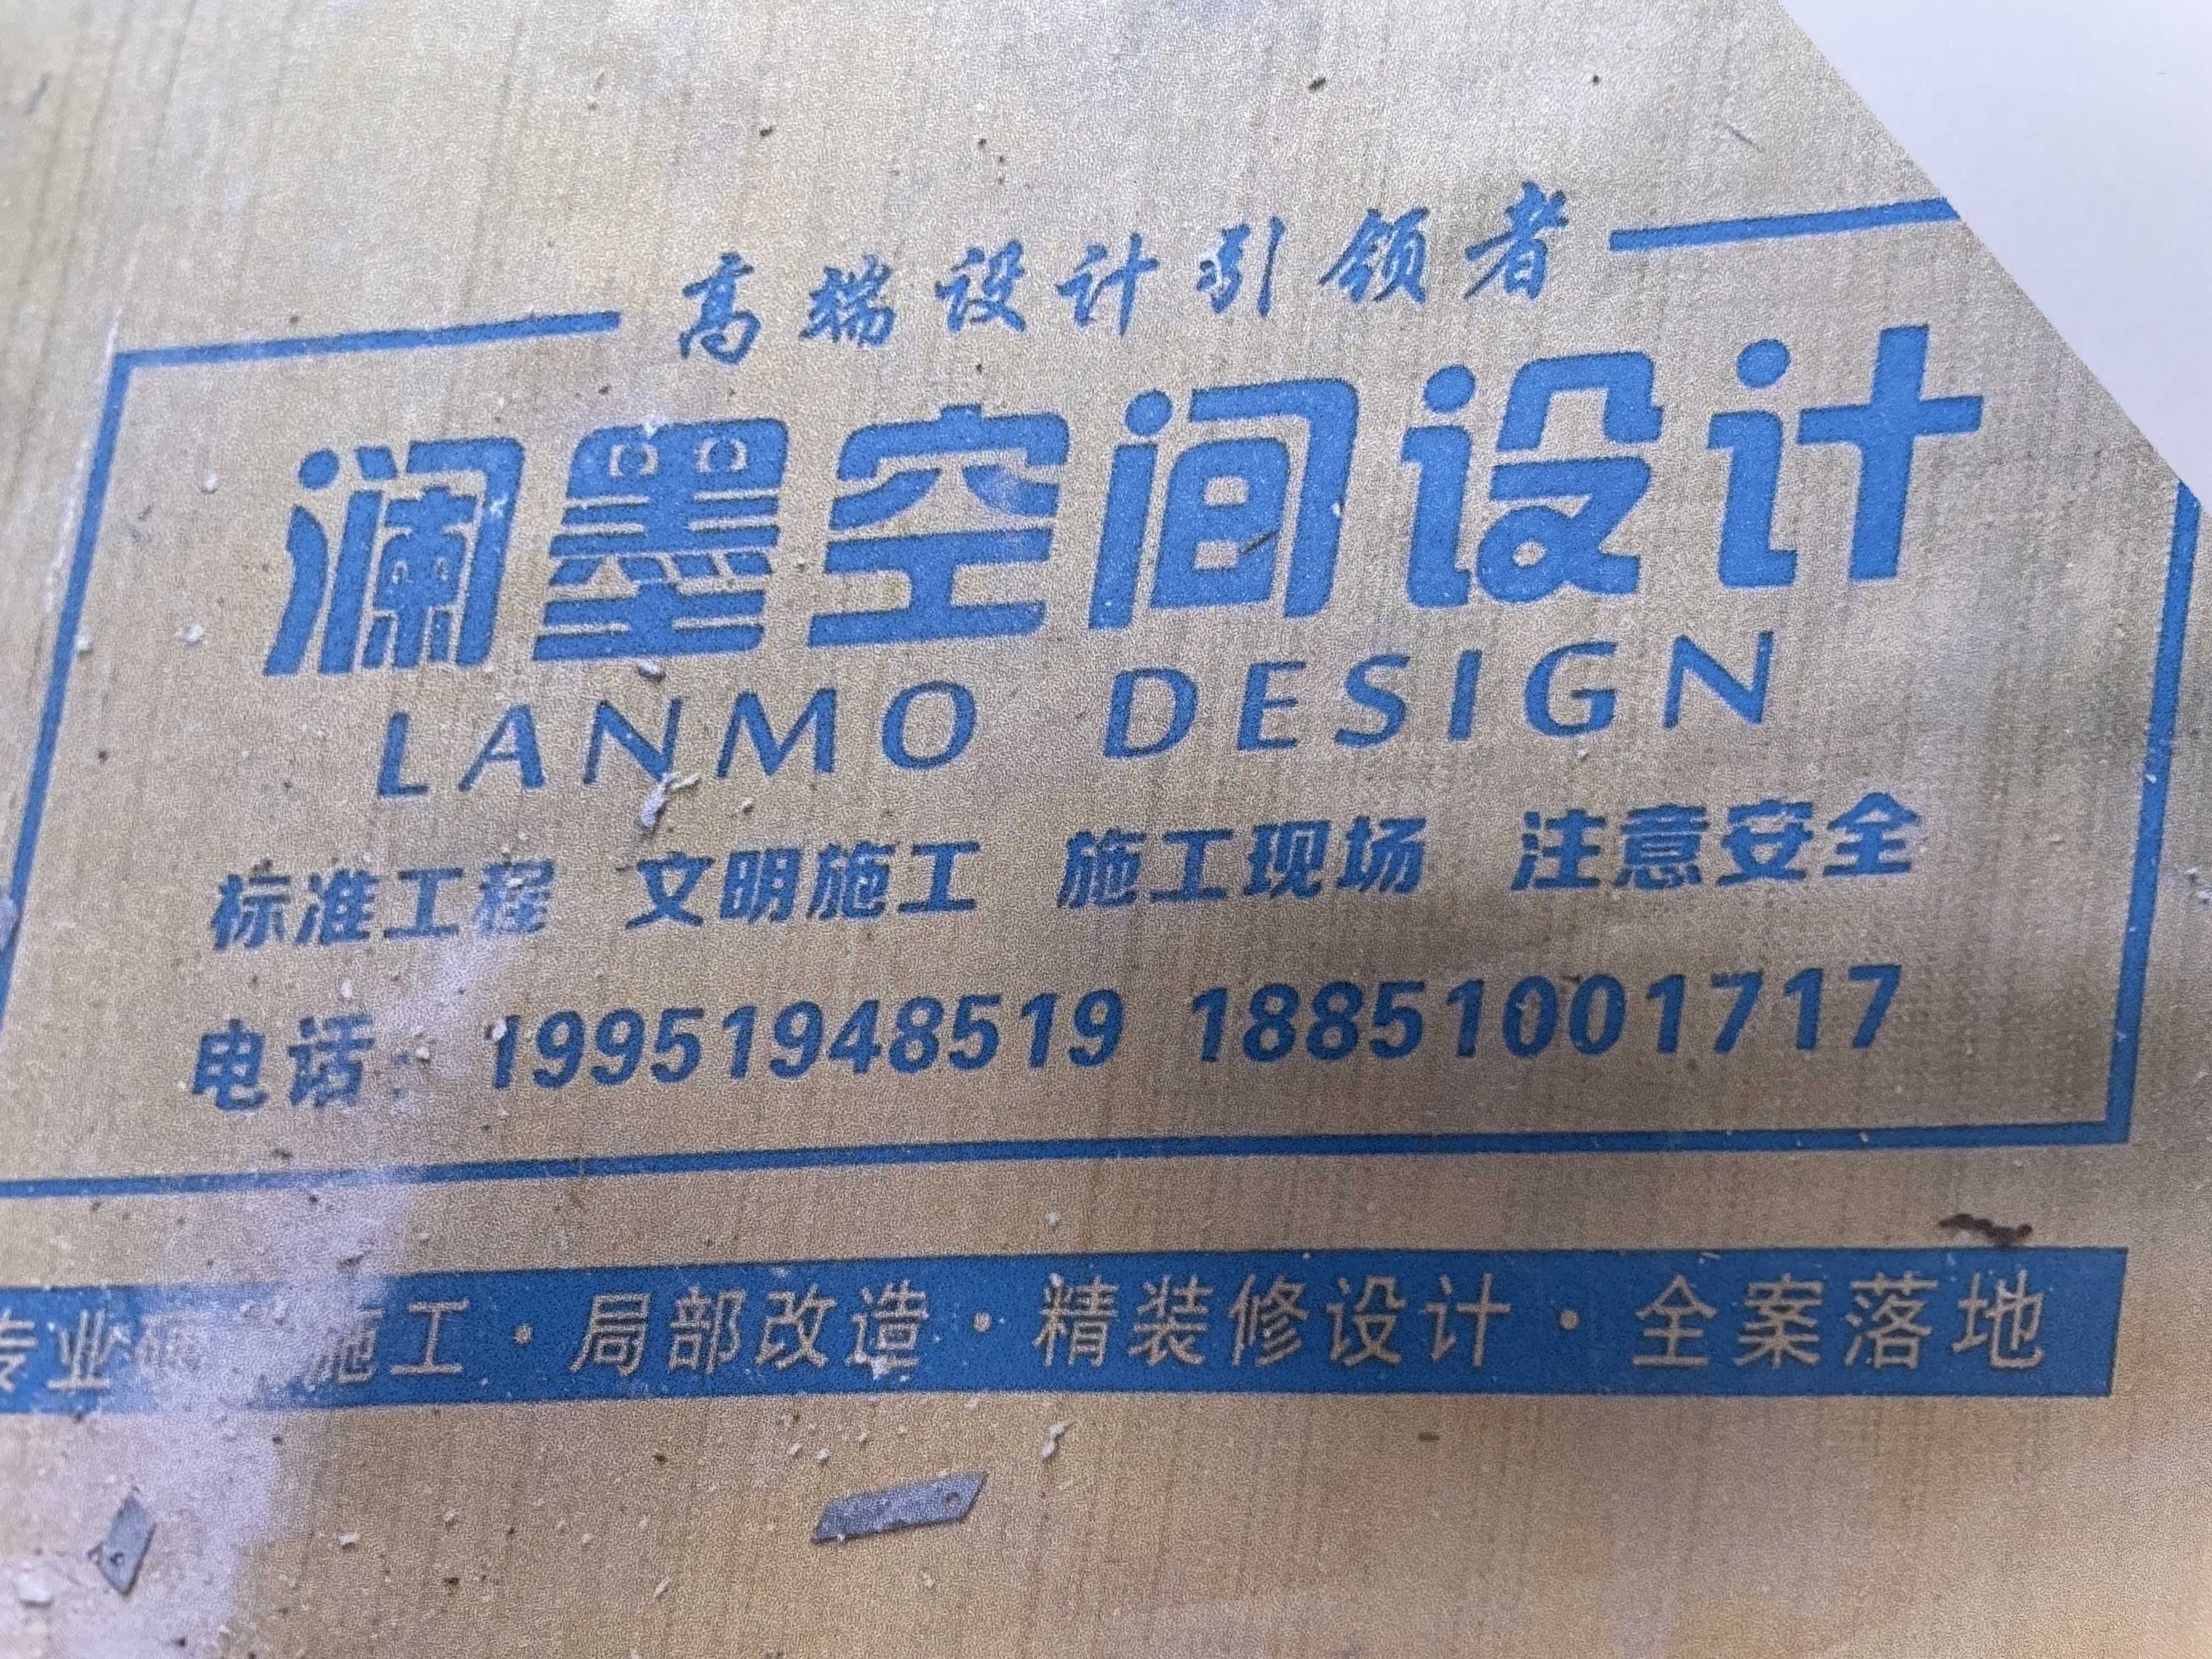 高端设计引领者
澜墨空间设计
LANMO DESIGN
标准工程 文明施工 施工现场 注意安全
电话: 19951948519 18851001717
专业 施工·局部改造·精装修设计·全案落地